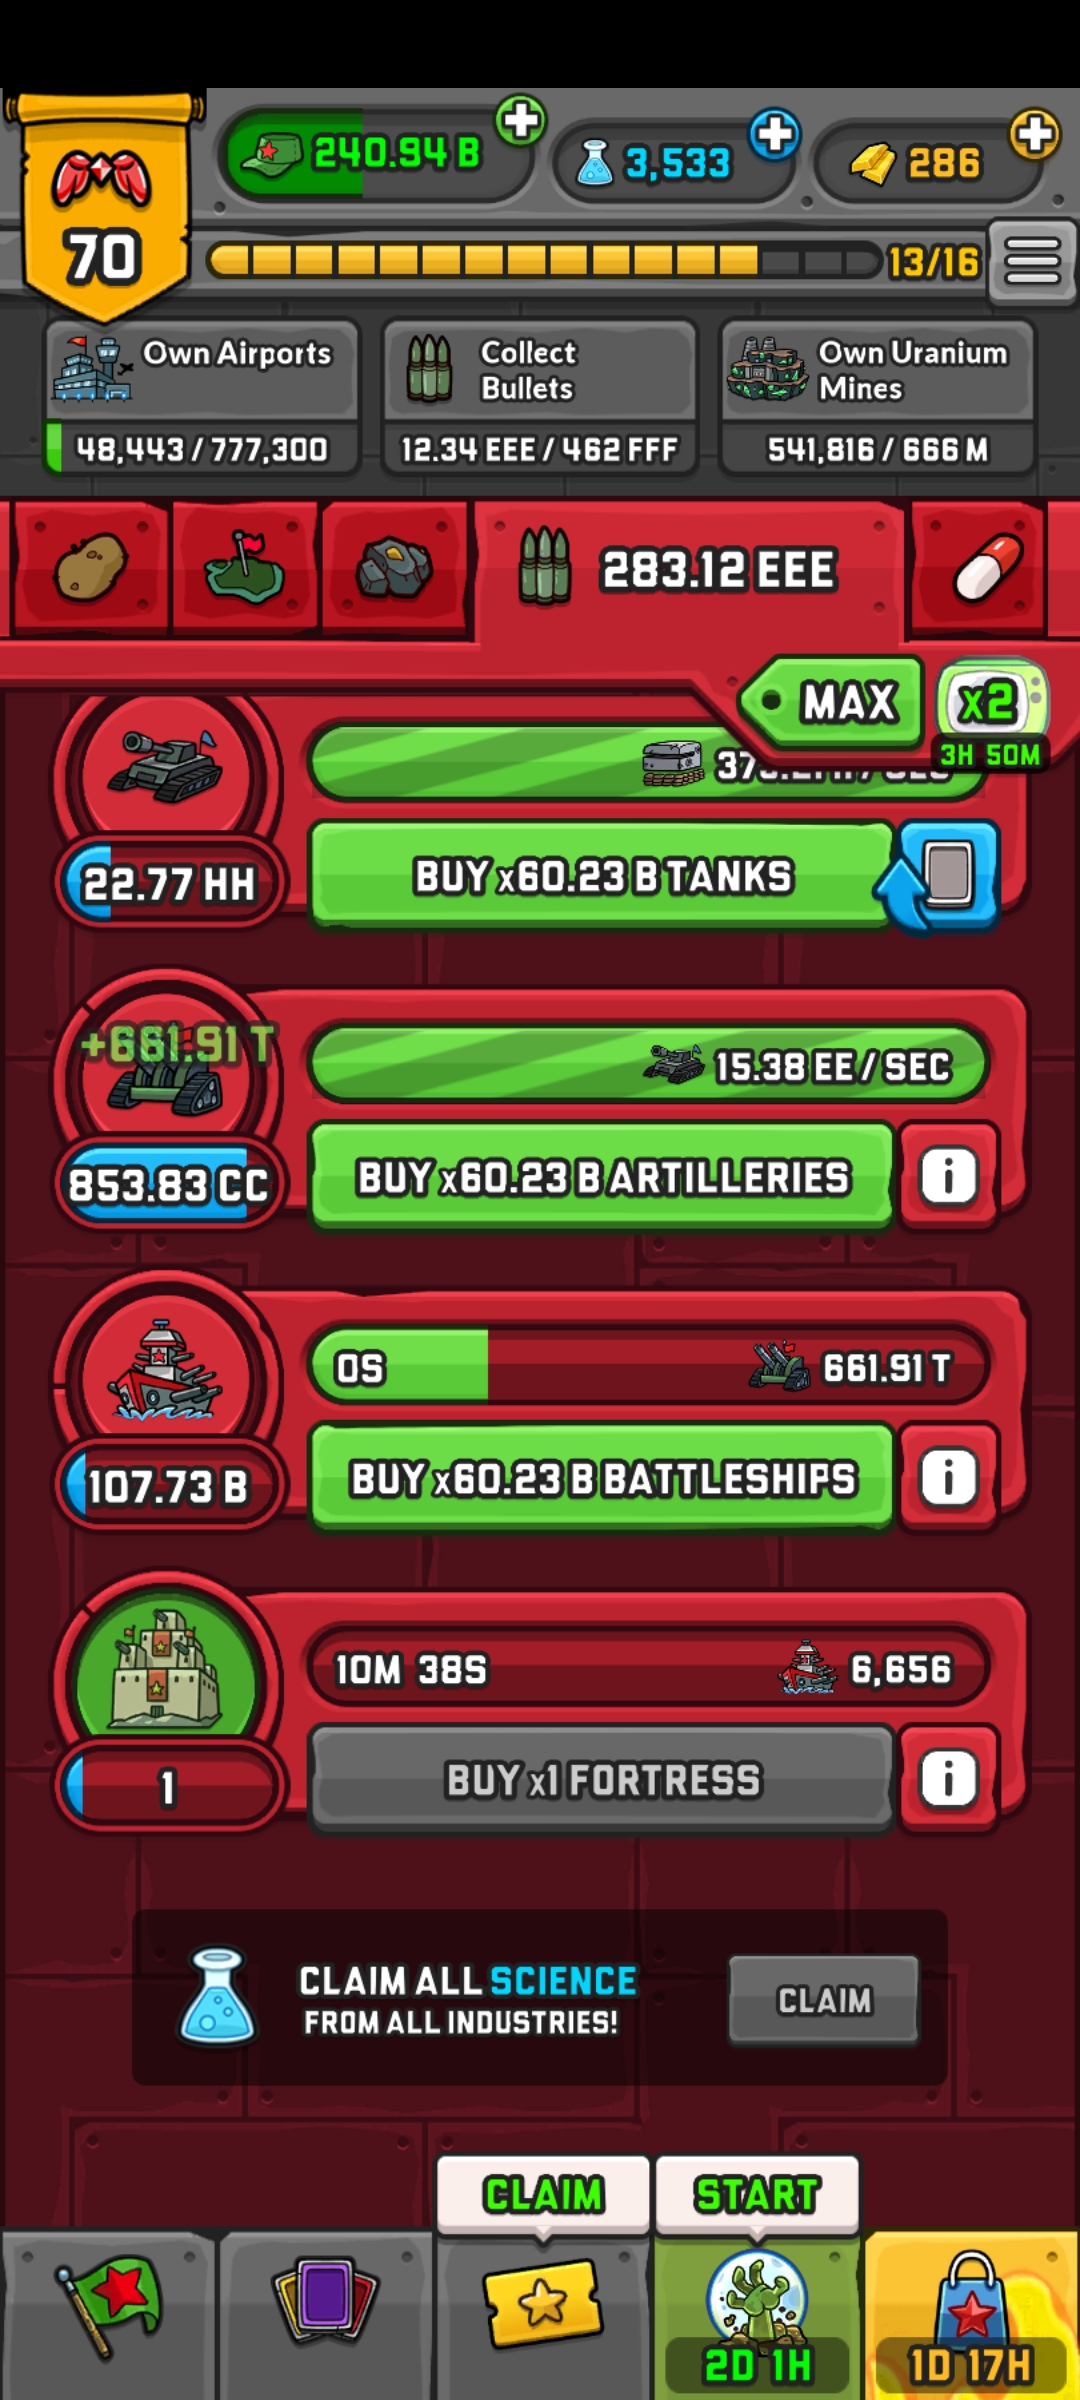 240.94 B
3,533
286
70
13/16
Own Airports
48,443 / 777,300
Collect
Bullets
12.34 EEE / 462 FFF
Own Uranium
Mines
541,816 / 666 M
283.12 EEE
MAX
x2
3H 50M
22.77 HH
BUY x60.23 B TANKS
+661.91 T
15.38 EE / SEC
853.83 CC
BUY x60.23 B ARTILLERIES
0S
661.91 T
107.73 B
BUY x60.23 B BATTLESHIPS
10M 38S
6,656
1
BUY x1 FORTRESS
CLAIM ALL SCIENCE
FROM ALL INDUSTRIES!
CLAIM
CLAIM
START
2D 1H
1D 17H